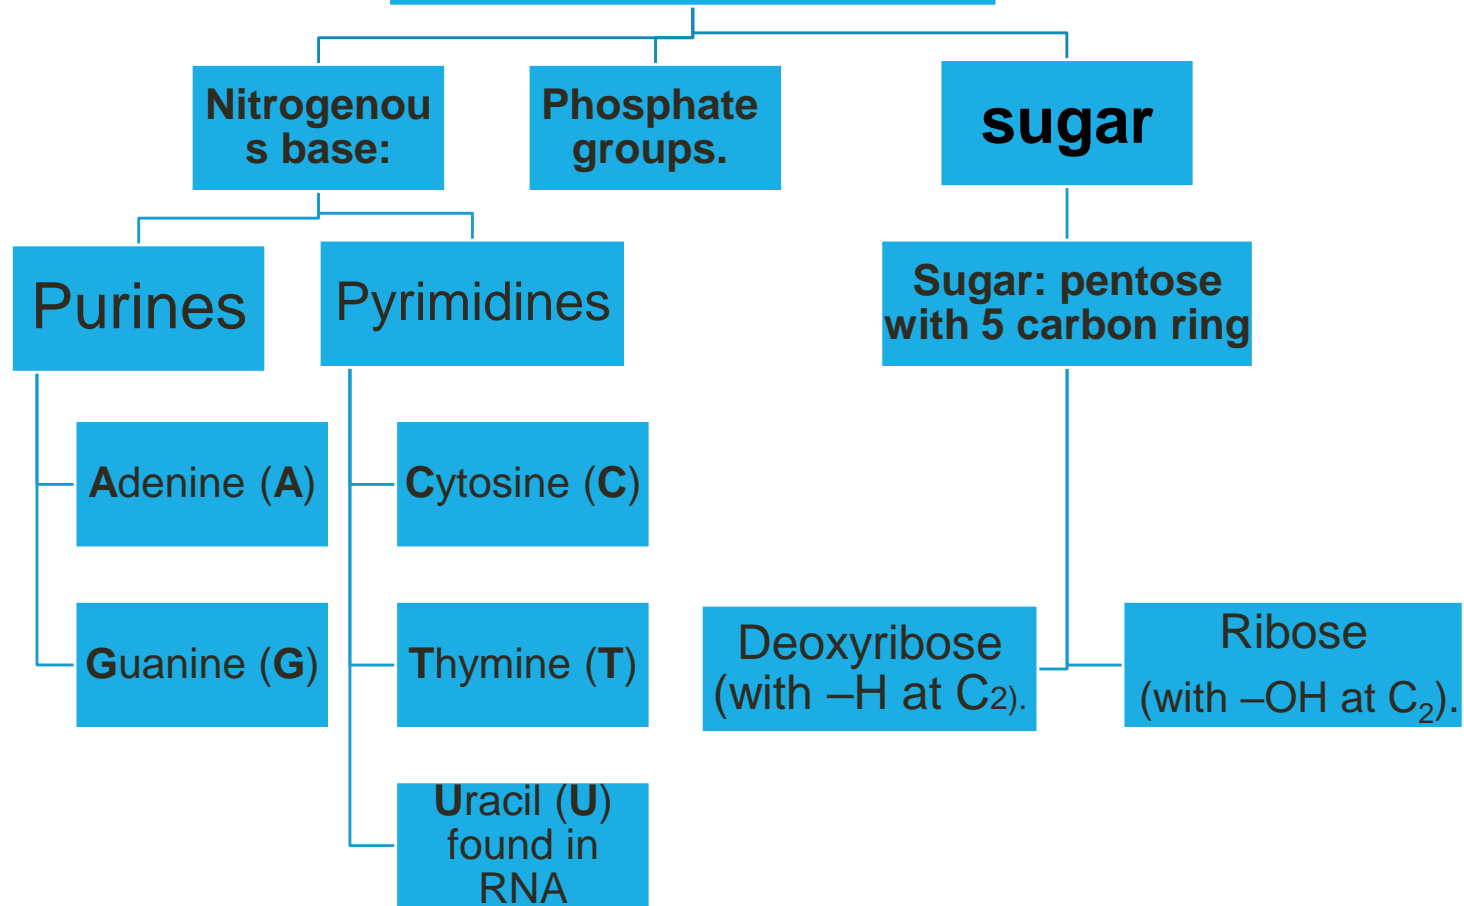 Nitrogenou
s base:
Phosphate
groups.
sugar
Purines
Pyrimidines
Sugar: pentose
with 5 carbon ring
Adenine (A)
Cytosine (C)
Guanine (G)
Thymine (T)
Deoxyribose
(with –H at C2).
Ribose
(with –OH at C₂).
Uracil (U)
found in
RNA